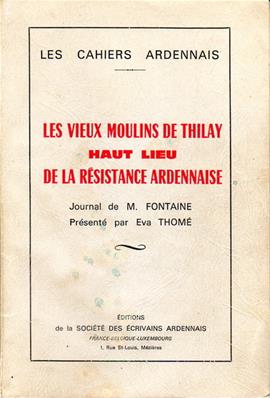 LES CAHIERS ARDENNAIS
LES VIEUX MOULINS DE THILAY
HAUT LIEU
DE LA RÉSISTANCE ARDENNAISE
Journal de M. FONTAINE
Présenté par Eva THOMÉ
ÉDITIONS
de la SOCIÉTÉ DES ÉCRIVAINS ARDENNAIS
FRANCE-BELGIQUE-LUXEMBOURG
1, Rue St-Louis, Mézières